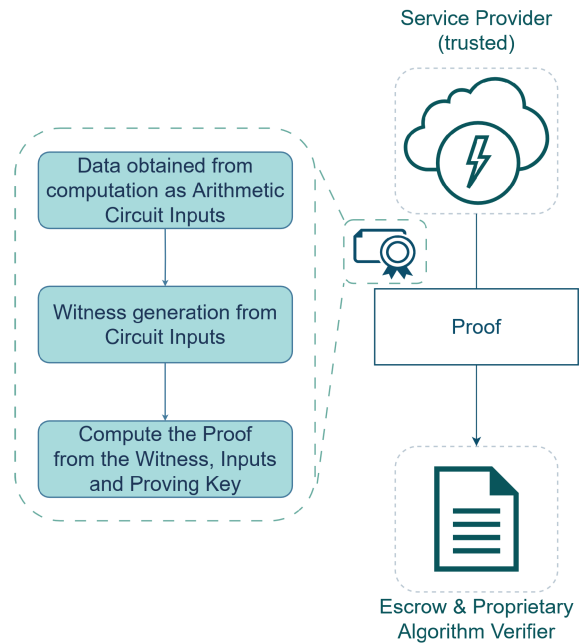 Service Provider
(trusted)
Data obtained from
computation as Arithmetic
Circuit Inputs
Witness generation from
Circuit Inputs
Proof
Compute the Proof
from the Witness, Inputs
and Proving Key
Escrow & Proprietary
Algorithm Verifier